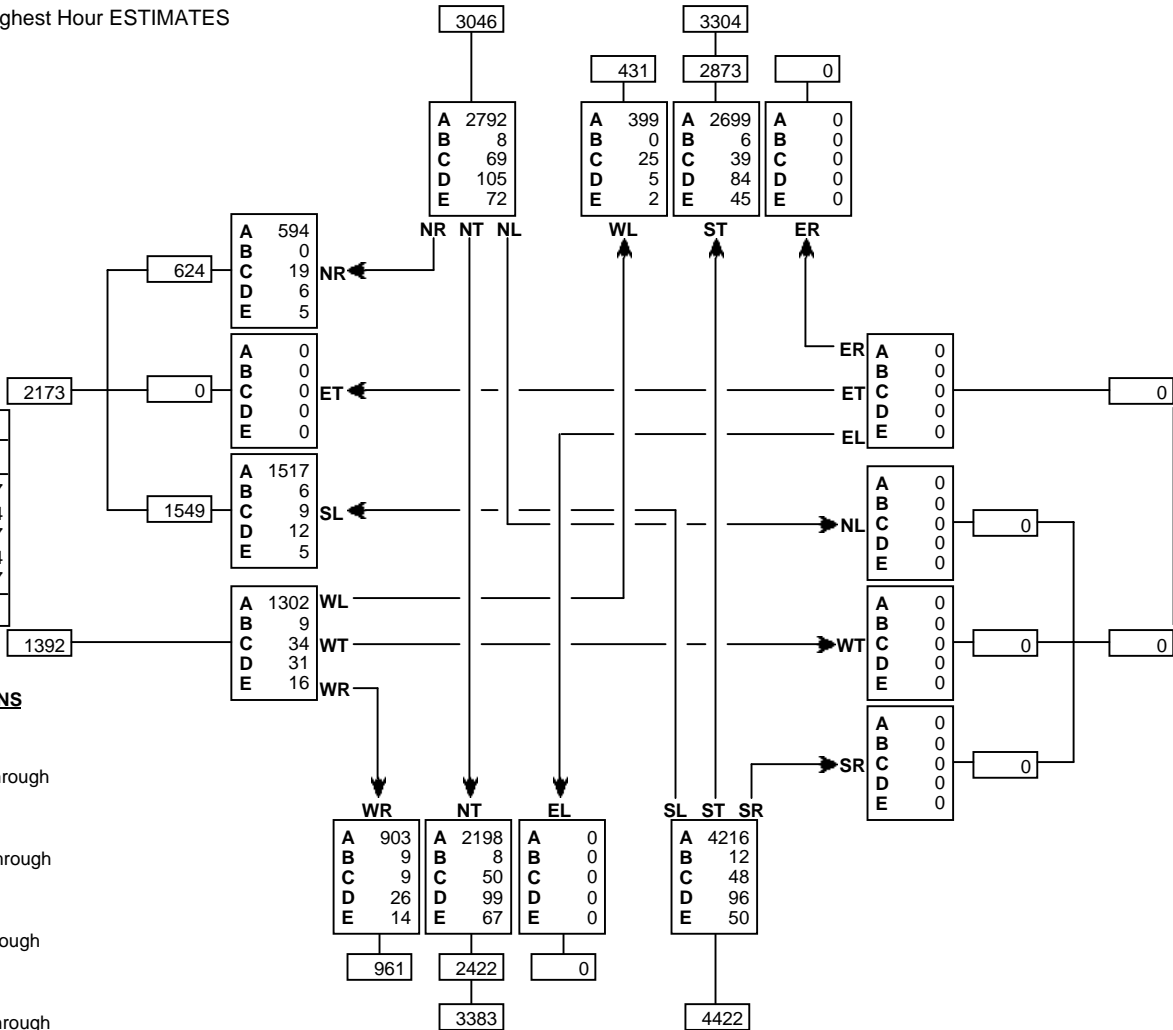 ghest Hour ESTIMATES
3046
3304
431
2873
0
A 2792
B 8
C 69
D 105
E 72
A 399
B 0
C 25
D 5
E 2
A 2699
B 6
C 39
D 84
E 45
A 0
B 0
C 0
D 0
E 0
NR NT NL
WL
ST
ER
624
A 594
B 0
C 19
D 6
E 5
NR
2173
0
A 0
B 0
C 0
D 0
E 0
ET
1549
A 1517
B 6
C 9
D 12
E 5
SL
1392
A 1302
B 9
C 34
D 31
E 16
WL
WT
WR
ER
ET
EL
A 0
B 0
C 0
D 0
E 0
0
NL
A 0
B 0
C 0
D 0
E 0
0
WT
A 0
B 0
C 0
D 0
E 0
0
0
SR
A 0
B 0
C 0
D 0
E 0
0
NS
rough
hrough
ough
hrough
WR
NT
EL
SL ST SR
A 903
B 9
C 9
D 26
E 14
A 2198
B 8
C 50
D 99
E 67
A 0
B 0
C 0
D 0
E 0
A 4216
B 12
C 48
D 96
E 50
961
2422
0
3383
4422